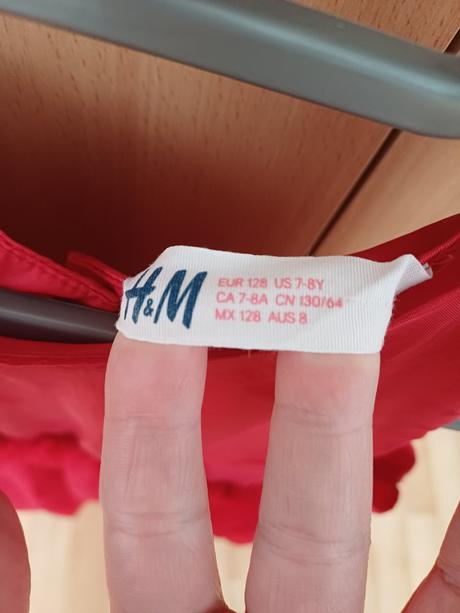 H&M
EUR 128 US 7-8Y
CA 7-8A CN 130/64
MX 128 AUS 8